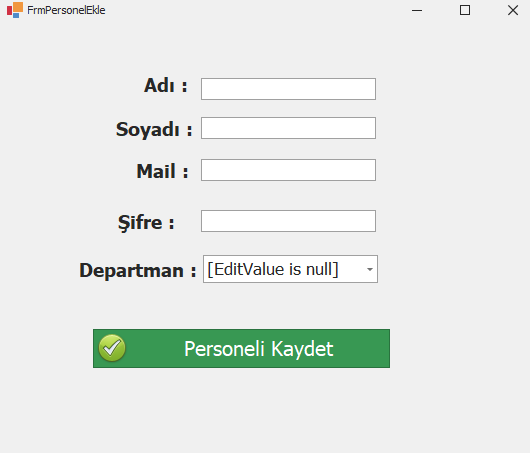 FrmPersonelEkle
Adı :
Soyadı :
Mail :
Şifre :
Departman : [EditValue is null]
Personeli Kaydet